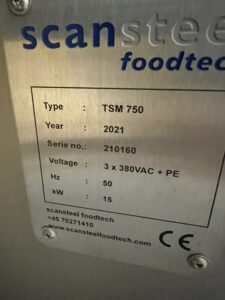 scansteel
foodtech
Type : TSM 750
Year : 2021
Serie no.: 210160
Voltage : 3 x 380VAC + PE
Hz : 50
kW : 15
scansteel foodtech
+45 70271410
www.scansteelfoodtech.com
CE